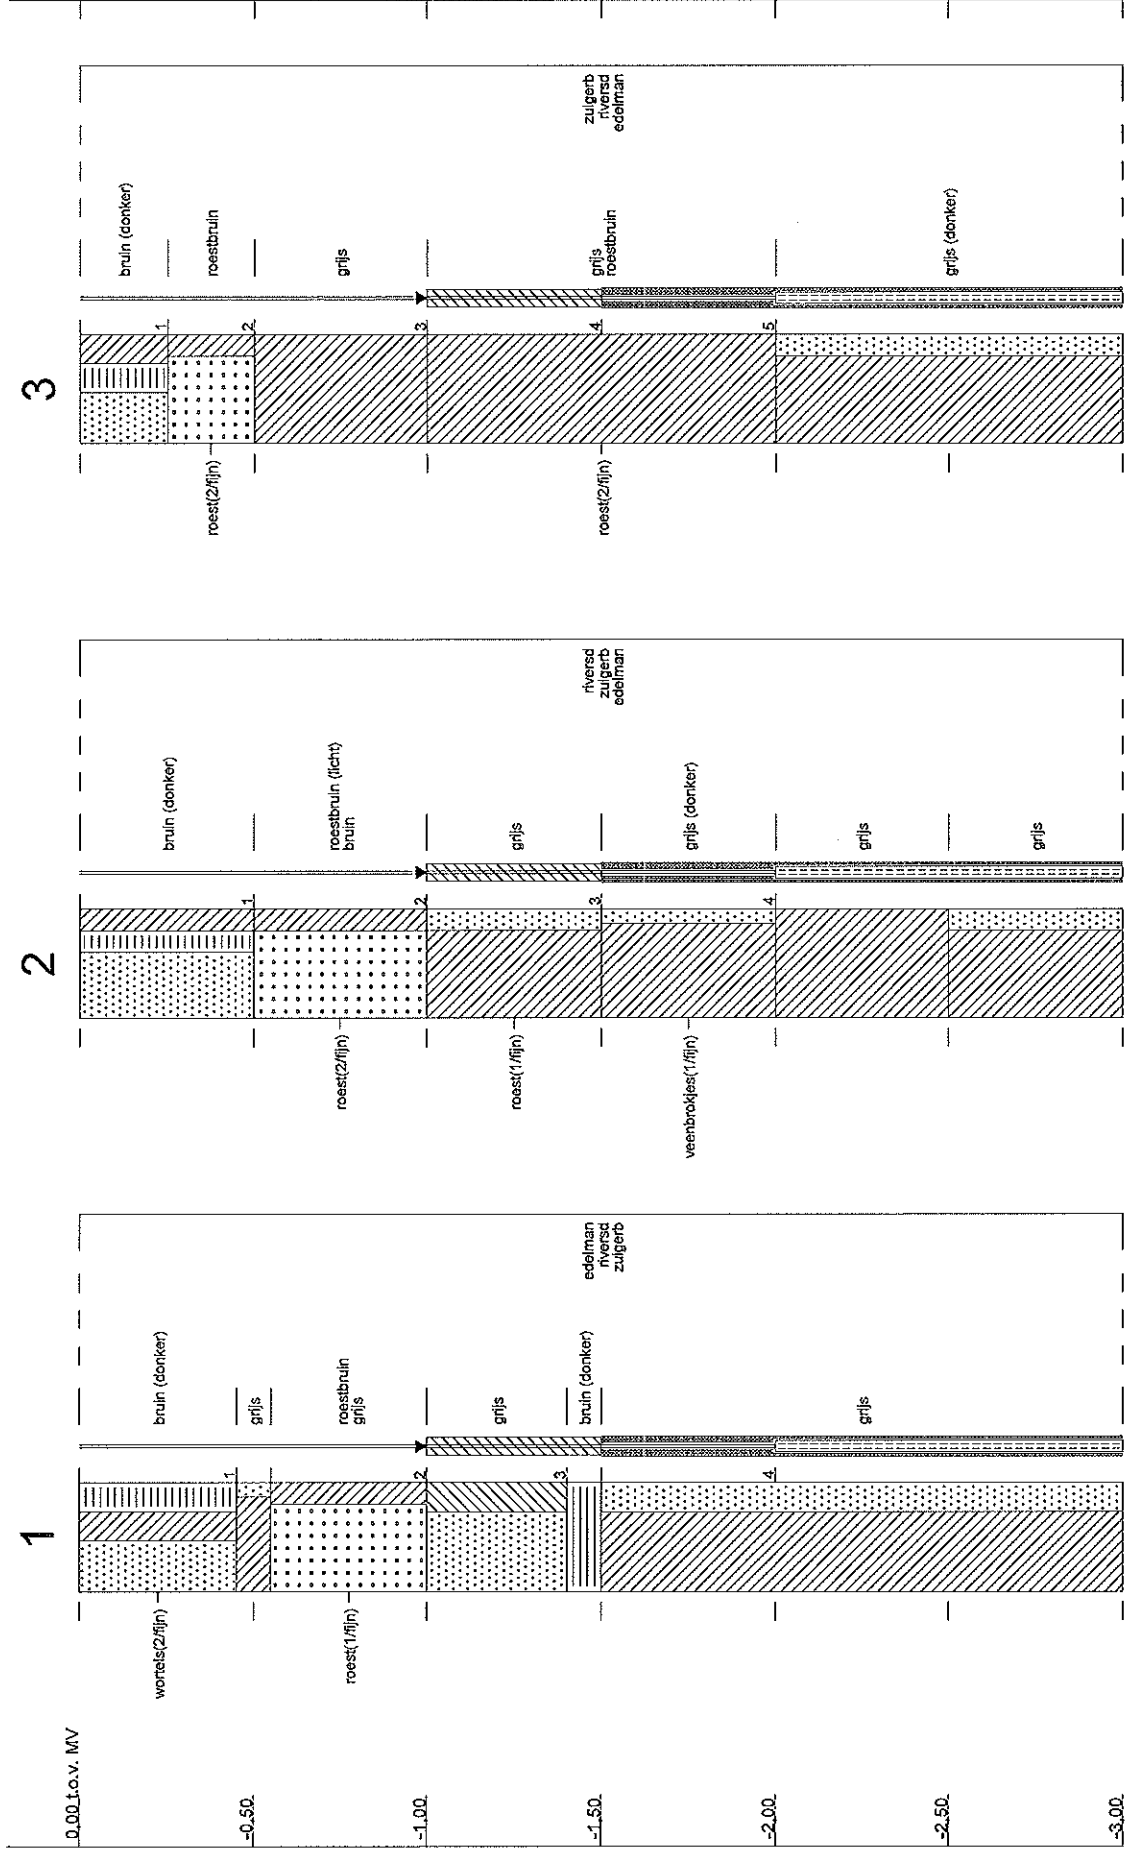 0.00 t.o.v. MV
-0.50
-1.00
-1.50
-2.00
-2.50
-3.00
1
wortels(2/fijn)
roest(1/fijn)
1
2
3
4
bruin (donker)
grijs
roestbruin
grijs
grijs
bruin (donker)
grijs
edelman
riversd
zuigerb
2
roest(2/fijn)
roest(1/fijn)
veenbrokjes(1/fijn)
1
2
3
4
bruin (donker)
roestbruin (licht)
bruin
grijs
grijs (donker)
grijs
grijs
riversd
zuigerb
edelman
3
roest(2/fijn)
roest(2/fijn)
1
2
3
4
5
bruin (donker)
roestbruin
grijs
grijs
roestbruin
grijs (donker)
zuigerb
riversd
edelman